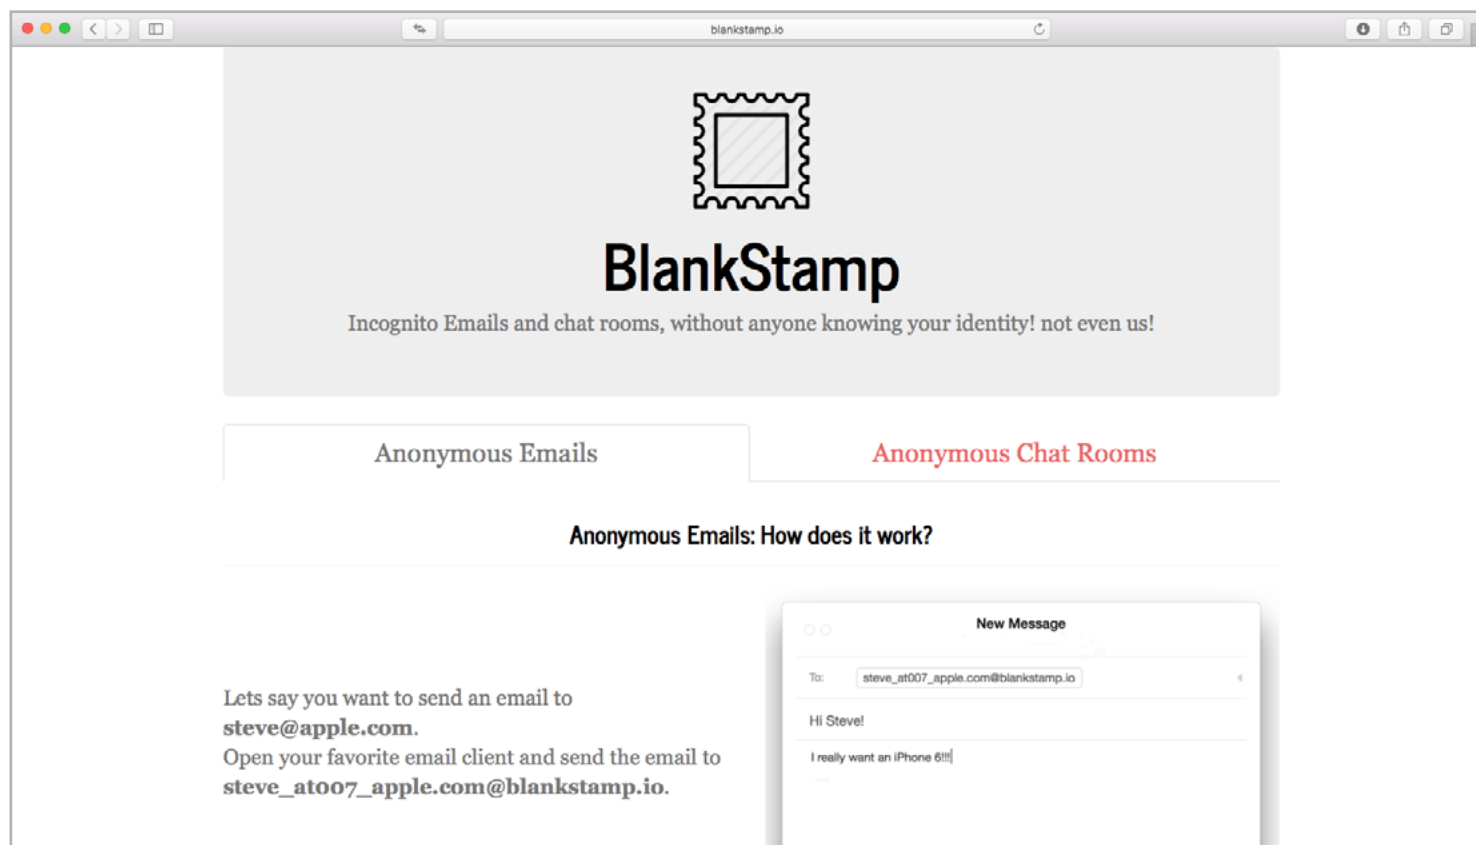 blankstamp.io
BlankStamp
Incognito Emails and chat rooms, without anyone knowing your identity! not even us!
Anonymous Emails
Anonymous Chat Rooms
Anonymous Emails: How does it work?
Lets say you want to send an email to
steve@apple.com.
Open your favorite email client and send the email to
steve_at007_apple.com@blankstamp.io.
New Message
To: steve_at007_apple.com@blankstamp.io
Hi Steve!
I really want an iPhone 6!!!